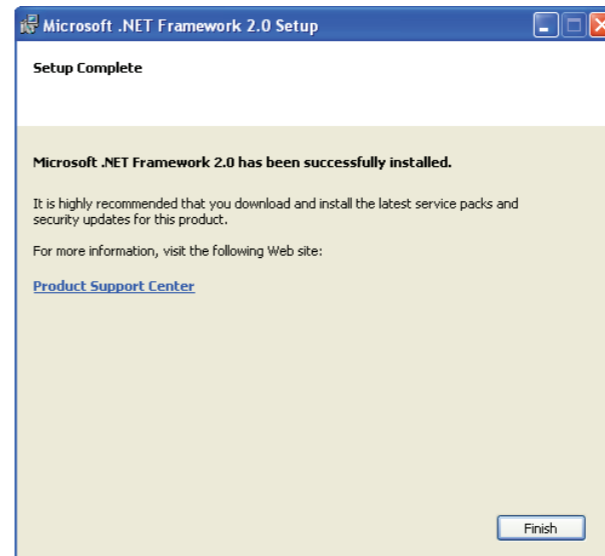 Microsoft .NET Framework 2.0 Setup
Setup Complete
Microsoft .NET Framework 2.0 has been successfully installed.
It is highly recommended that you download and install the latest service packs and
security updates for this product.
For more information, visit the following Web site:
Product Support Center
Finish